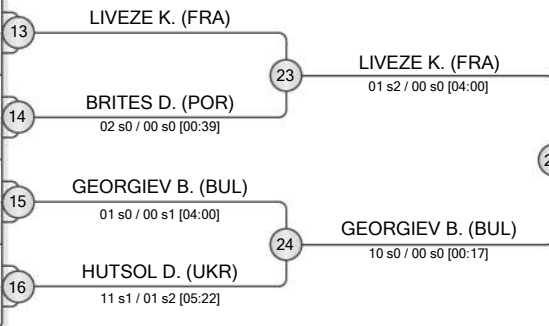 13
LIVEZE K. (FRA)
23
LIVEZE K. (FRA)
01 s2 / 00 s0 [04:00]
14
BRITES D. (POR)
02 s0 / 00 s0 [00:39]
15
GEORGIEV B. (BUL)
01 s0 / 00 s1 [04:00]
24
GEORGIEV B. (BUL)
10 s0 / 00 s0 [00:17]
16
HUTSOL D. (UKR)
11 s1 / 01 s2 [05:22]